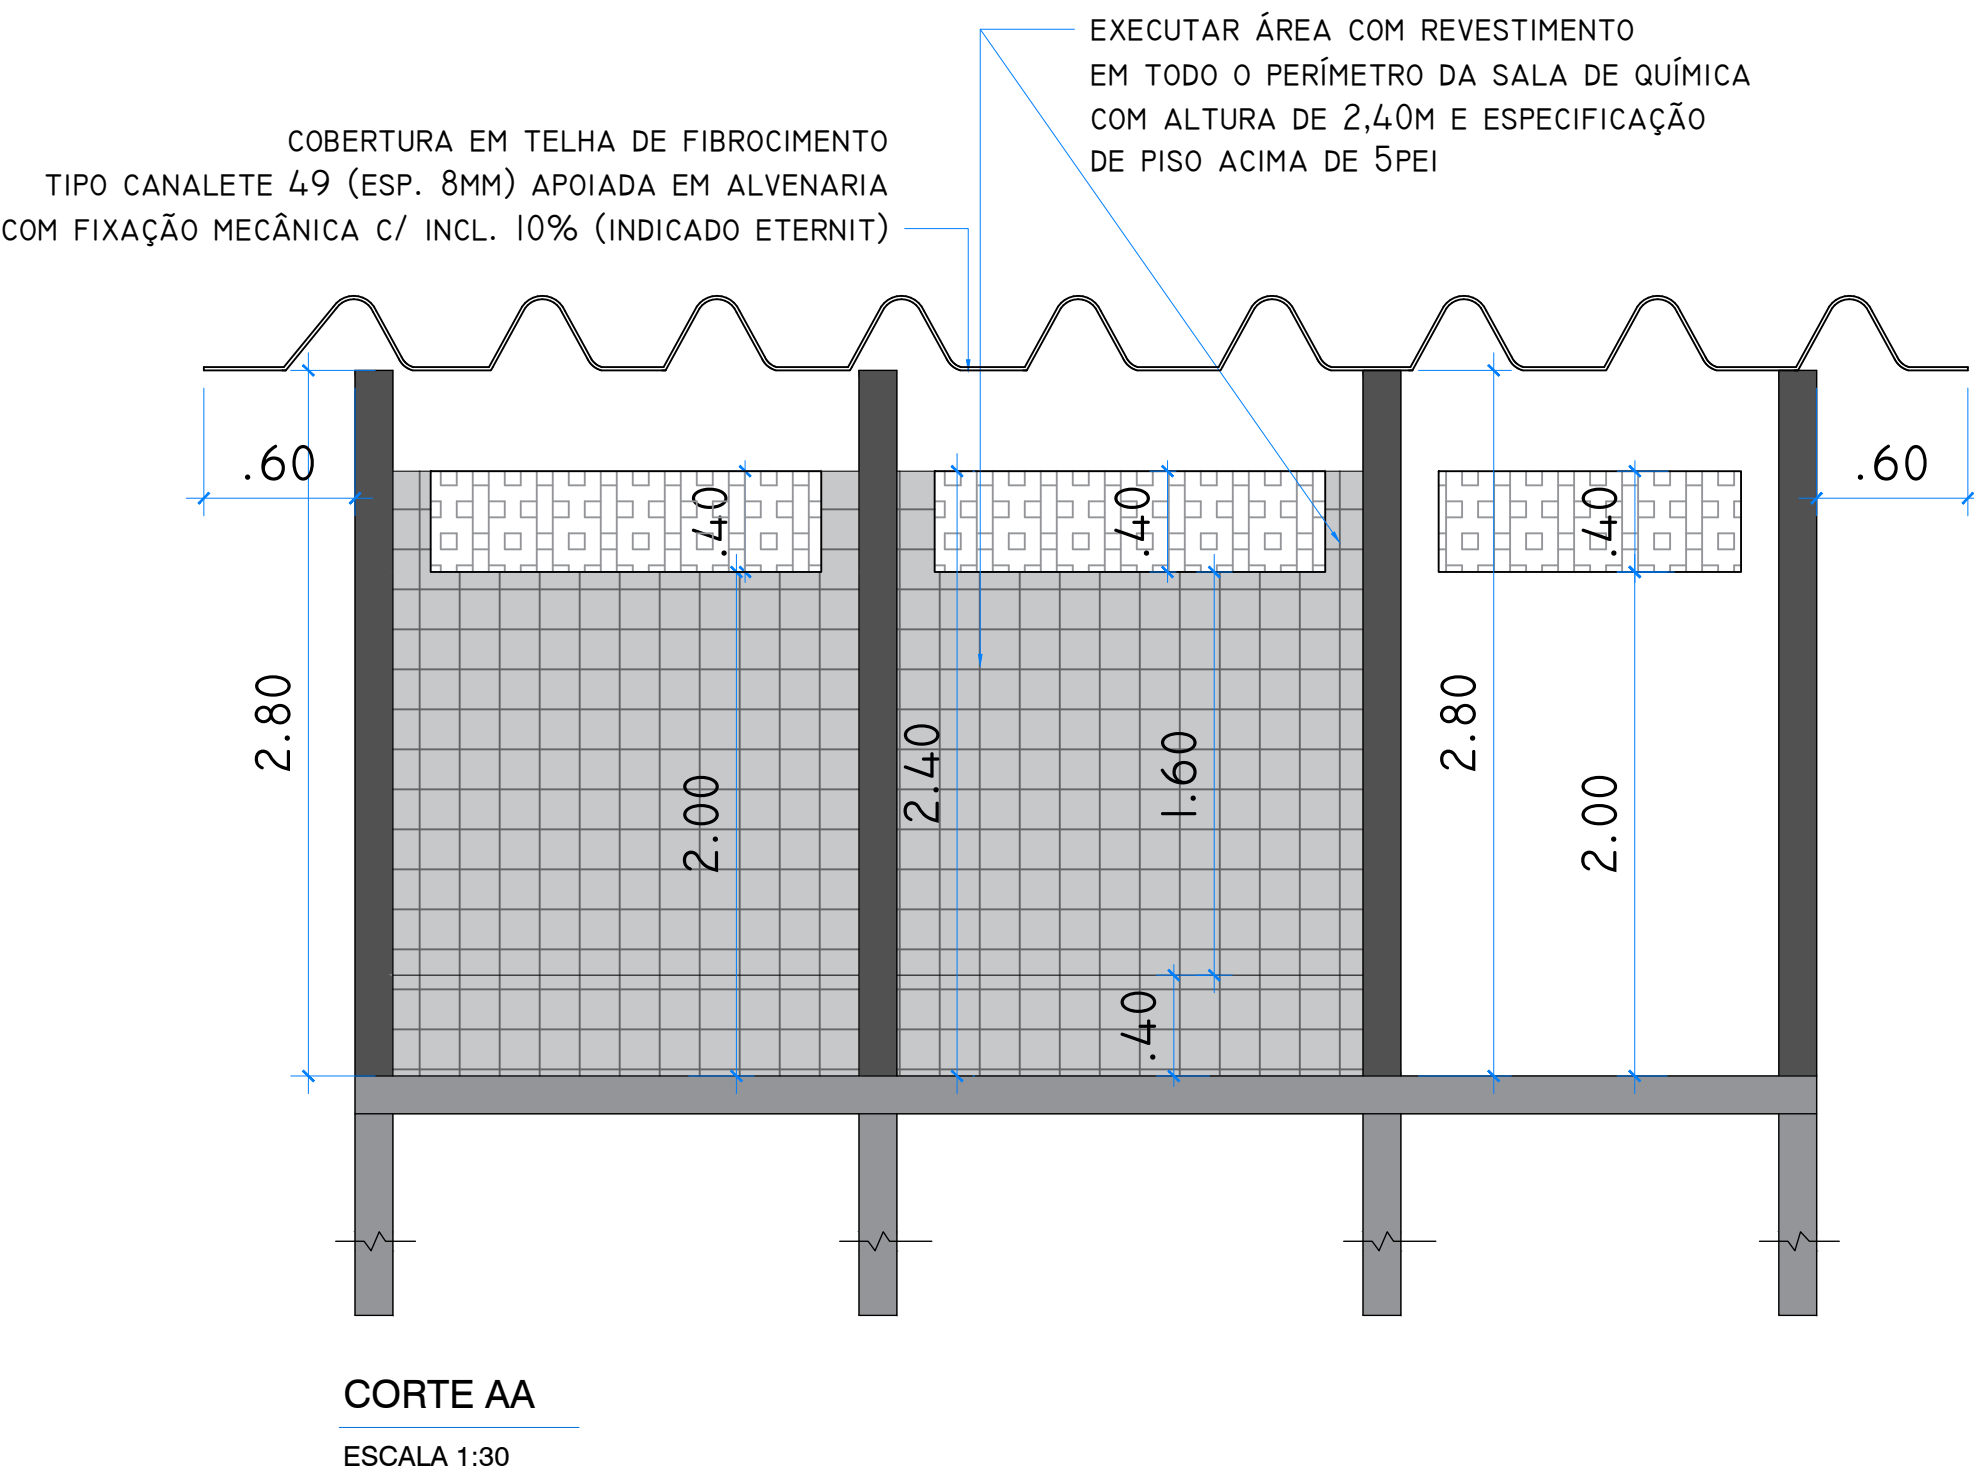 EXECUTAR ÁREA COM REVESTIMENTO
EM TODO O PERÍMETRO DA SALA DE QUÍMICA
COM ALTURA DE 2,40M E ESPECIFICAÇÃO
DE PISO ACIMA DE 5PEI
COBERTURA EM TELHA DE FIBROCIMENTO
TIPO CANALETE 49 (ESP. 8MM) APOIADA EM ALVENARIA
COM FIXAÇÃO MECÂNICA C/ INCL. 10% (INDICADO ETERNIT)
.60
.60
.40
.40
.40
2.80
2.00
2.40
1.60
2.80
2.00
.40
CORTE AA
ESCALA 1:30